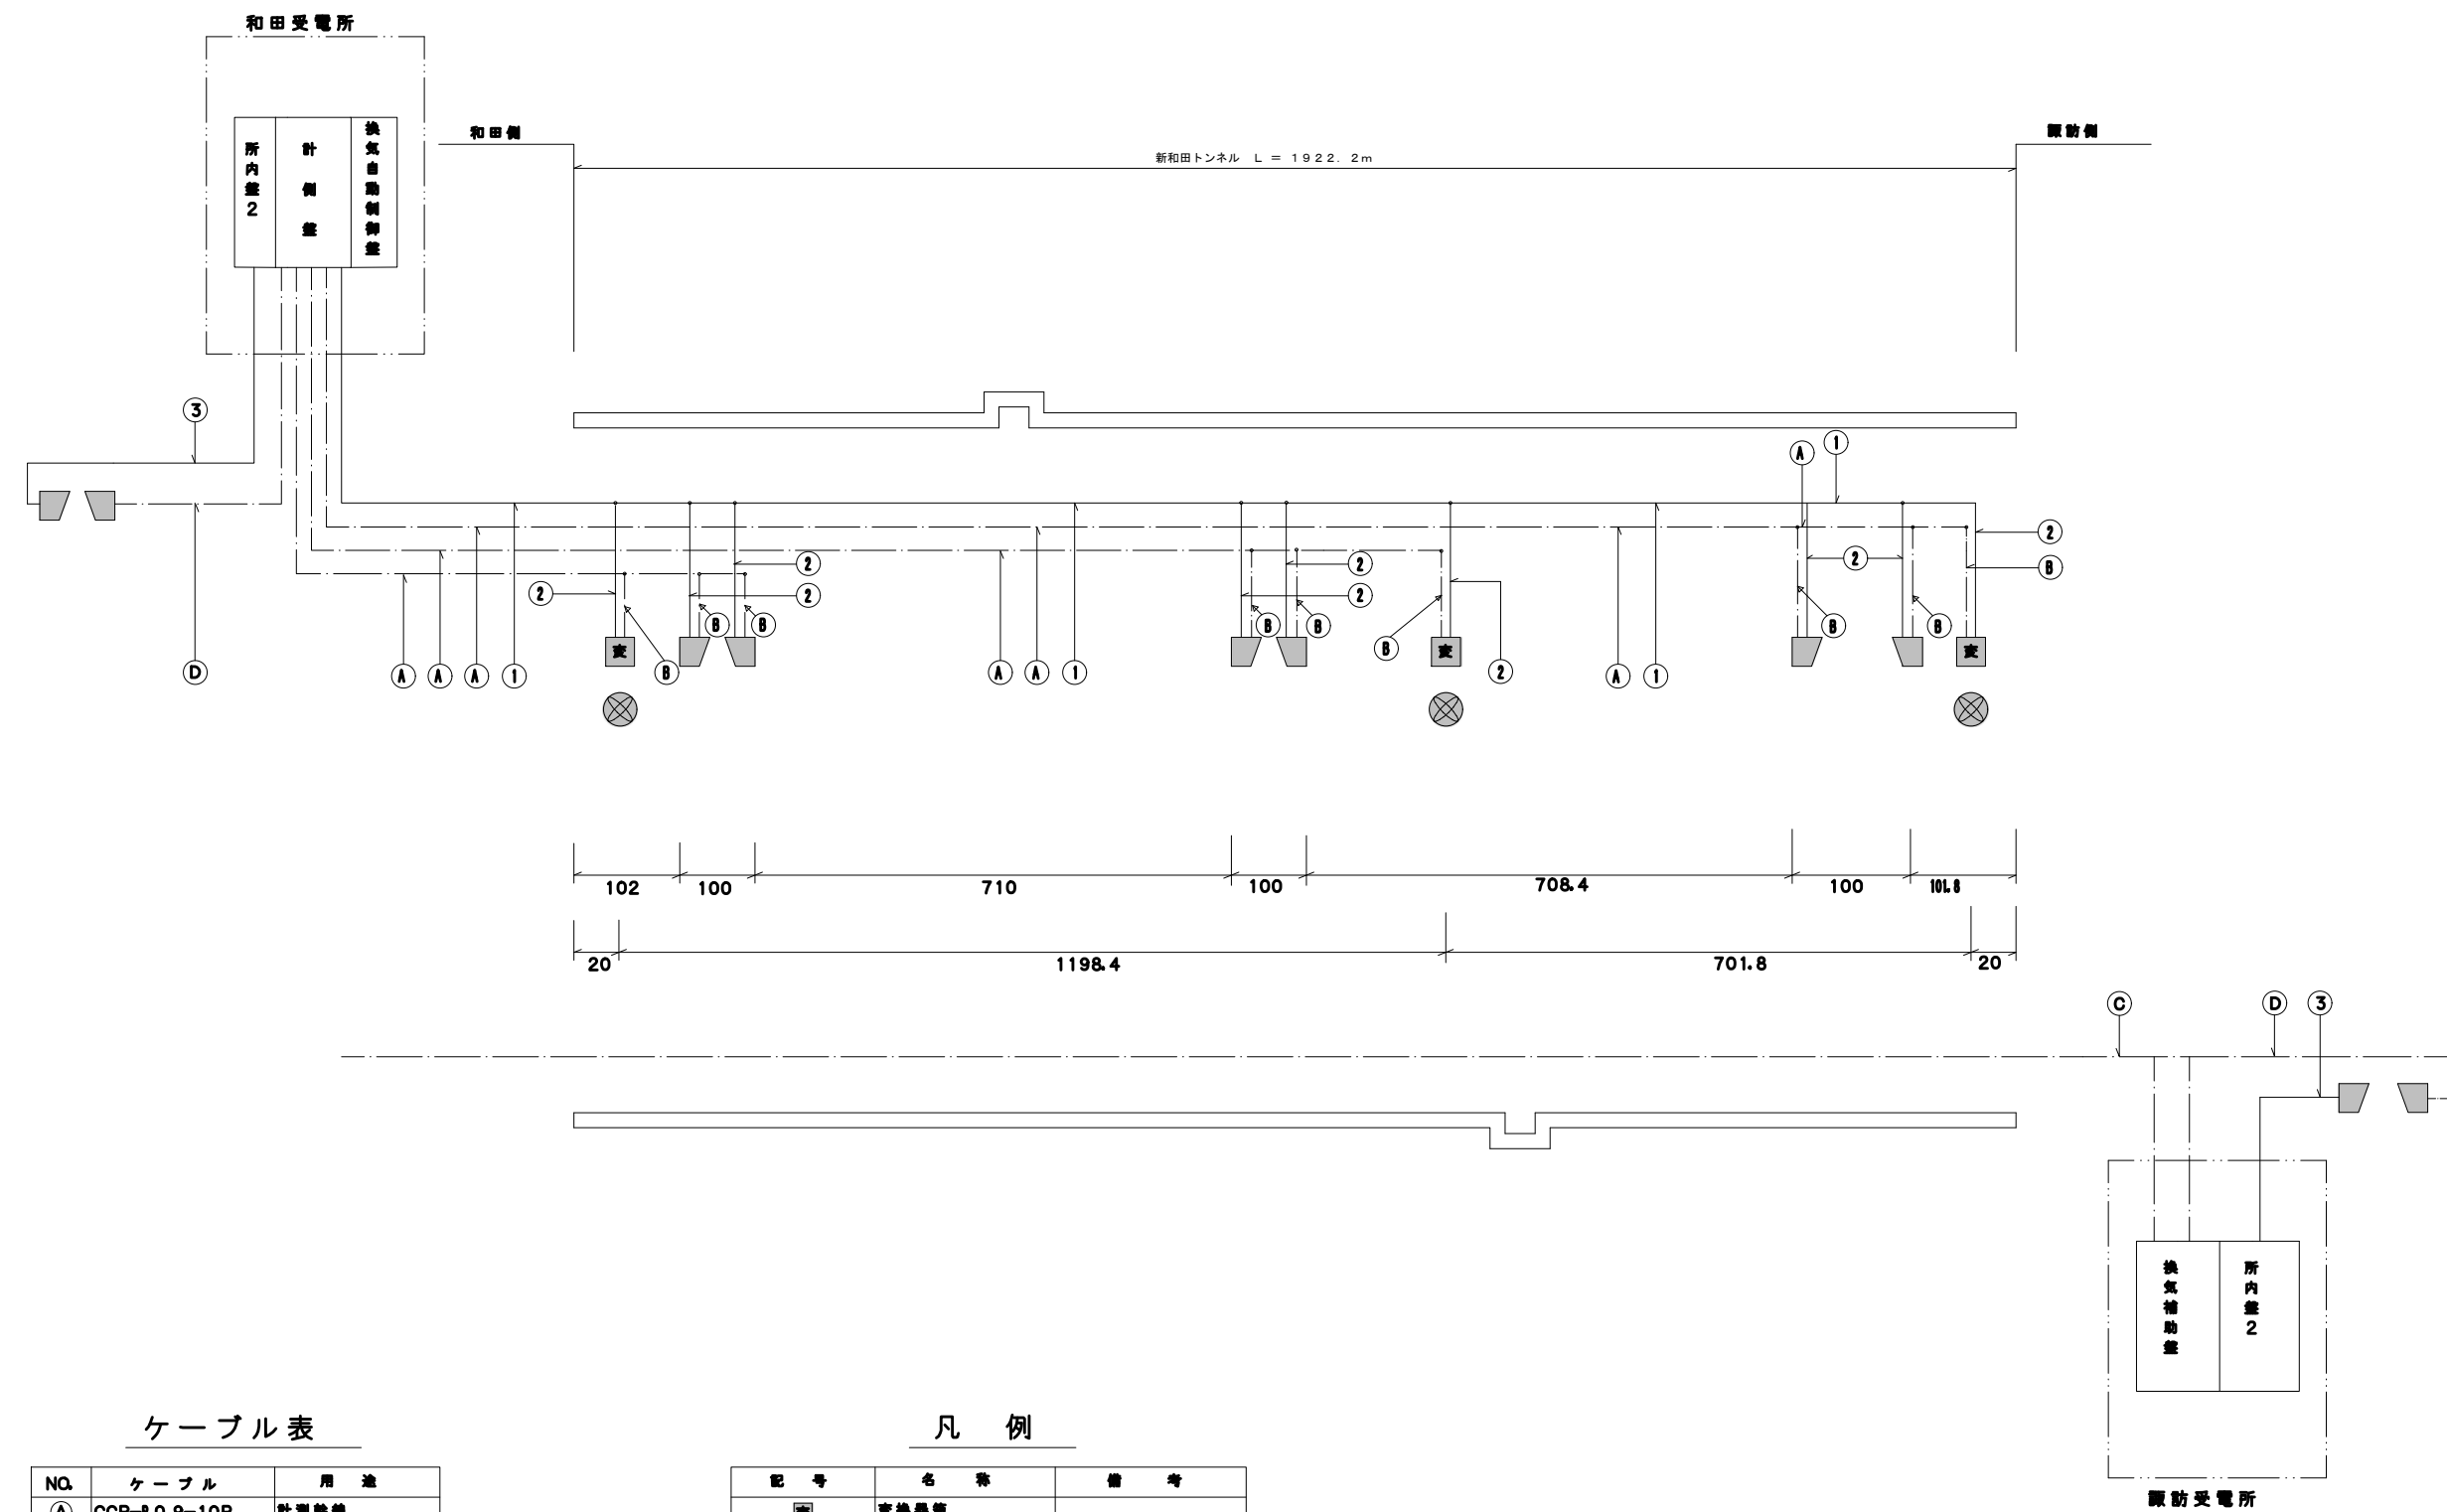 和田受電所
所内盤2
計側盤
換気自動制御盤
和田側
諏訪側
新和田トンネル L = 1922.2m
3
A
1
2
2
2
2
2
2
2
B
B
B
B
B
B
B
B
B
2
変
変
変
D
A
A
A
1
B
A
A
1
2
A
1
102
100
710
100
708.4
100
101.8
20
1198.4
701.8
20
C
D
3
換気補助盤
所内盤2
諏訪受電所
ケーブル表
NO. ケーブル 用途
A 計測幹線
凡例
記号 名称 備考
変 変換器箱